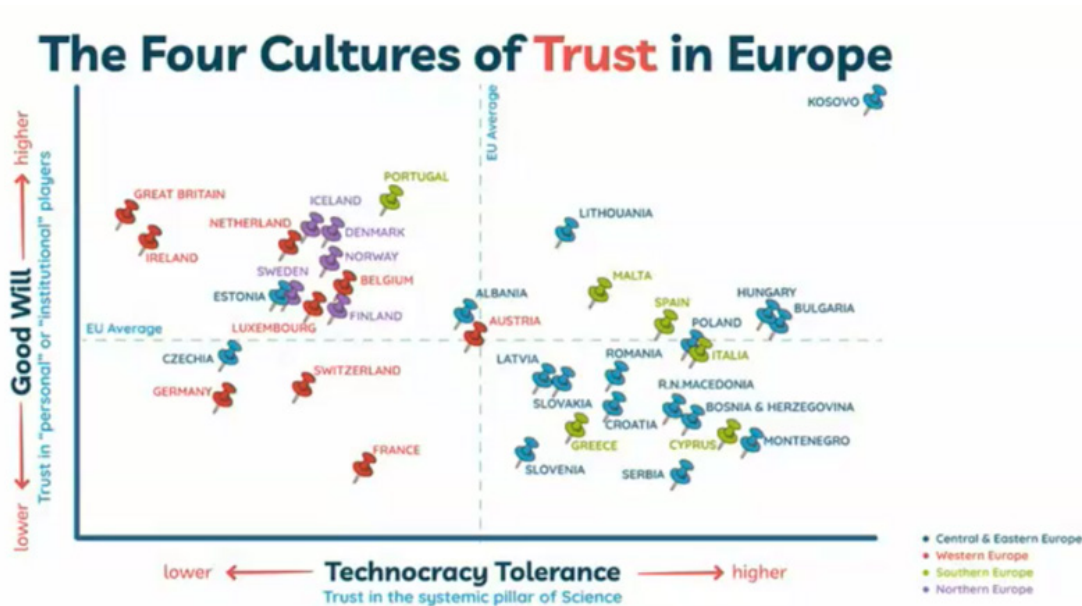 The Four Cultures of Trust in Europe
higher
Good Will
lower
Trust in "personal" or "institutional" players
EU Average
EU Average
KOSOVO
PORTUGAL
GREAT BRITAIN
ICELAND
LITHOUANIA
NETHERLAND
DENMARK
IRELAND
NORWAY
SWEDEN
BELGIUM
MALTA
ESTONIA
ALBANIA
HUNGARY
SPAIN
BULGARIA
FINLAND
AUSTRIA
LUXEMBOURG
POLAND
CZECHIA
LATVIA
ROMANIA
ITALIA
SWITZERLAND
GERMANY
R.N.MACEDONIA
SLOVAKIA
BOSNIA & HERZEGOVINA
CROATIA
GREECE
CYPRUS
MONTENEGRO
FRANCE
SLOVENIA
SERBIA
lower Technocracy Tolerance higher
Trust in the systemic pillar of Science
Central & Eastern Europe
Western Europe
Southern Europe
Northern Europe